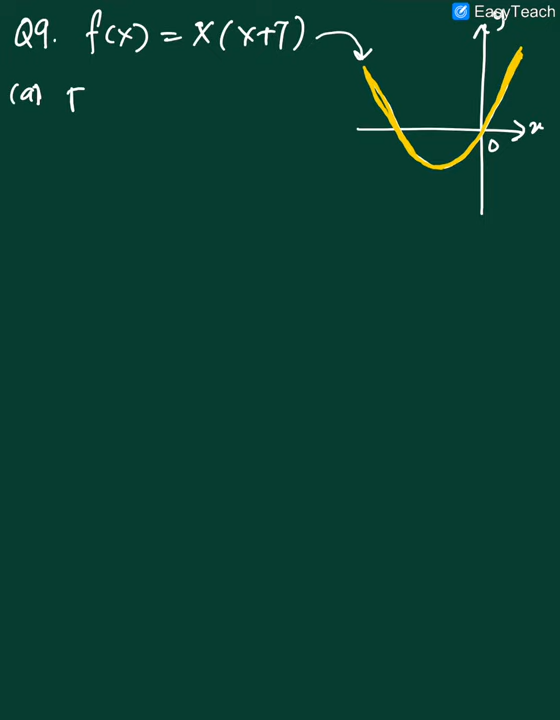 EasyTeach
Q9. f(x) = x(x+7)
y
(a)
x
0